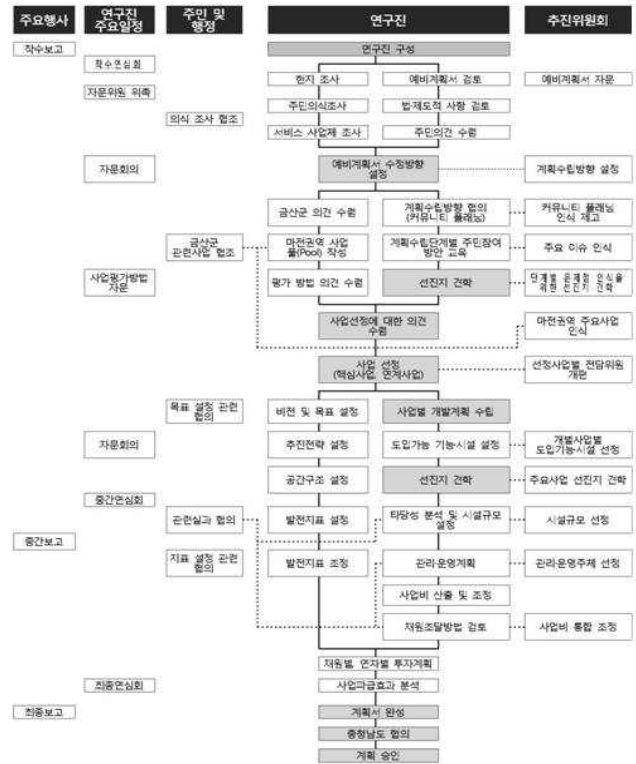 주요행사
연구진
주요일정
주민 및
행정
연구진
추진위원회
착수보고
연구진 구성
착수연심회
현지 조사
예비계획서 검토
예비계획서 자문
자문위원 위촉
주민의식조사
법·제도적 사항 검토
의식 조사 협조
서비스 사업제 조사
주민의견 수렴
자문회의
예비계획서 수정방향
설정
계획수립방향 설정
금산군 의견 수렴
계획수립방향 협의
(커뮤니티 플래닝)
커뮤니티 플래닝
인식 제고
금산군
관련사업 협조
마전권역 사업
풀(Pool) 작성
계획수립단계별 주민참여
방안 교육
주요 이슈 인식
사업평가방법
자문
평가 방법 의견 수렴
선진지 견학
단계별 문제점 인식을
위한 선진지 견학
사업선정에 대한 의견
수렴
마전권역 주요사업
인식
사업 선정
(핵심사업 연계사업)
선정사업별 전담위원
개편
목표 설정 관련
협의
비전 및 목표 설정
사업별 개발계획 수립
자문회의
추진전략 설정
도입가능 기능·시설 설정
개별사업별
도입기능·시설 선정
공간구조 설정
선진지 견학
주요사업 선진지 견학
중간연심회
관련실과 협의
발전지표 설정
타당성 분석 및 시설규모
설정
시설규모 선정
중간보고
지표 설정 관련
협의
발전지표 조정
관리·운영계획
관리·운영주체 선정
사업비 산출 및 조정
재원조달방법 검토
사업비 통합 조정
재원별, 연차별 투자계획
최종연심회
사업파급효과 분석
최종보고
계획서 완성
충청남도 협의
계획 승인